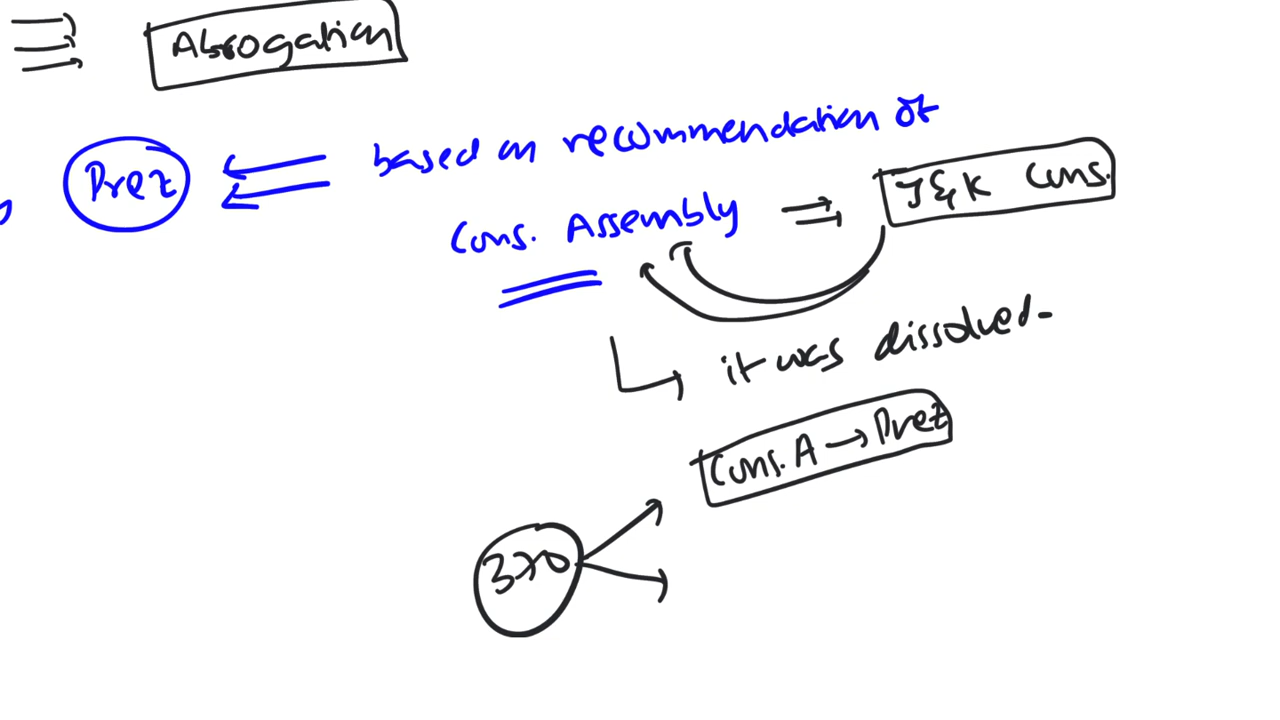 Abrogation
Prez
based on recommendation of
Cons. Assembly
J&K Cons.
it was dissolved.
Cons. A → Prez
370